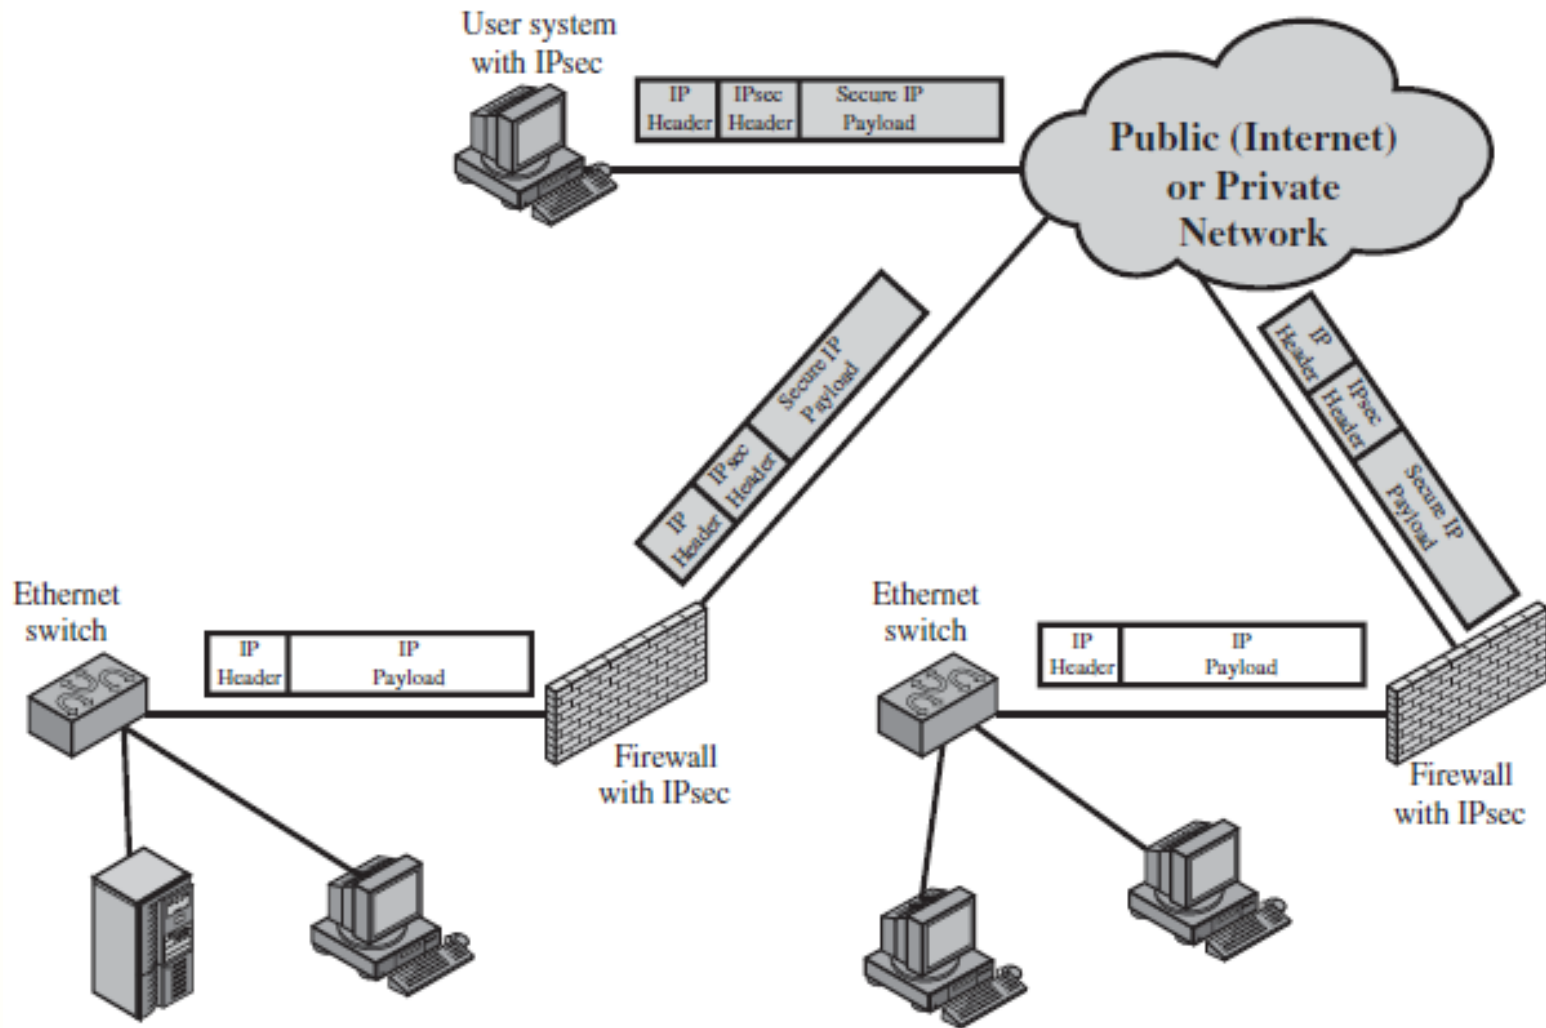 User system
with IPsec
IP
Header
IPsec
Header
Secure IP
Payload
Public (Internet)
or Private
Network
IP
Header
IPsec
Header
Secure IP
Payload
IP
Header
IPsec
Header
Secure IP
Payload
Ethernet
switch
IP
Header
IP
Payload
Firewall
with IPsec
Ethernet
switch
IP
Header
IP
Payload
Firewall
with IPsec